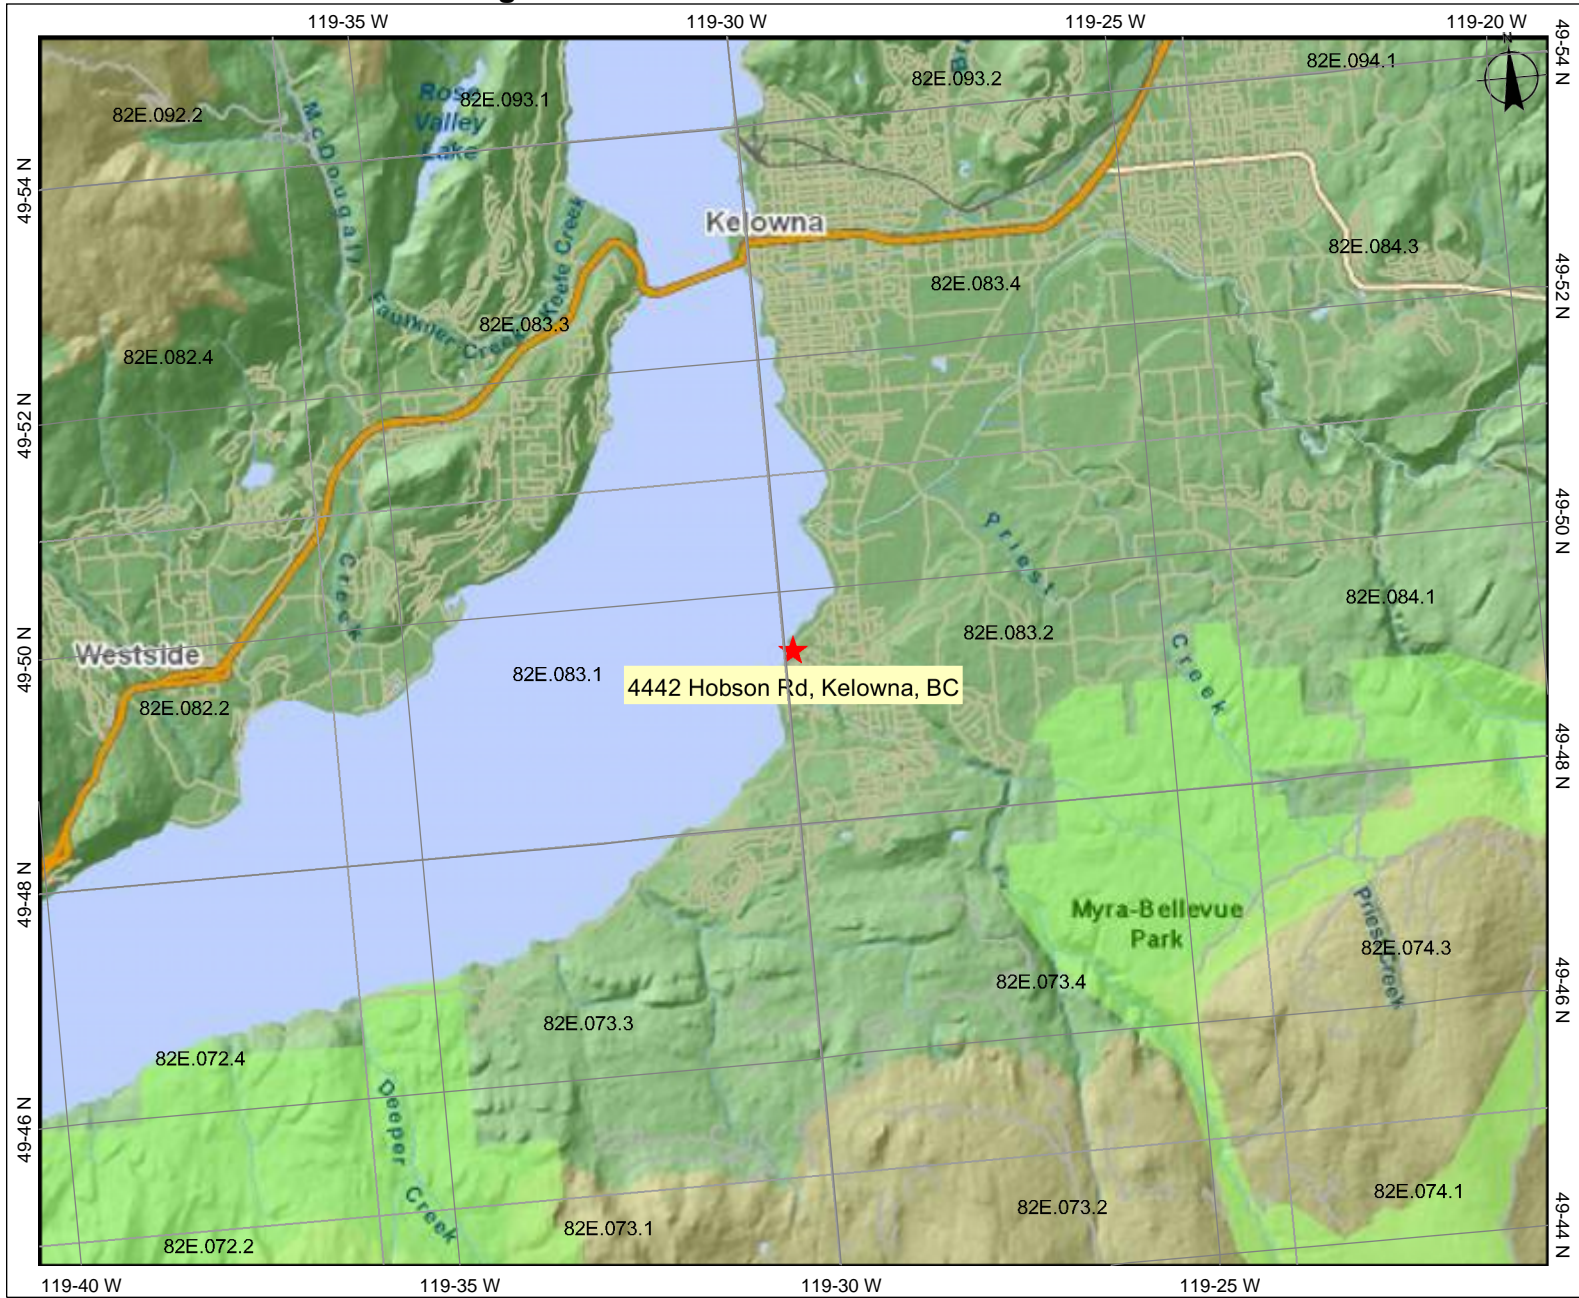 119-35 W
119-30 W
119-25 W
119-20 W
49-54 N
N
82E.092.2
82E.093.1
82E.093.2
82E.094.1
McDougall
Rose
Valley
Lake
49-54 N
Kelowna
Keefe Creek
82E.084.3
82E.083.4
49-52 N
Faulkner Creek
82E.083.3
82E.082.4
49-52 N
Priest
49-50 N
Creek
82E.084.1
82E.083.2
49-50 N
Westside
82E.083.1
4442 Hobson Rd, Kelowna, BC
Creek
82E.082.2
49-48 N
49-48 N
Myra-Bellevue
Park
Priest Creek
82E.074.3
82E.073.4
49-46 N
82E.073.3
82E.072.4
49-46 N
Deeper
Creek
82E.074.1
82E.073.2
82E.073.1
82E.072.2
49-44 N
119-40 W
119-35 W
119-30 W
119-25 W